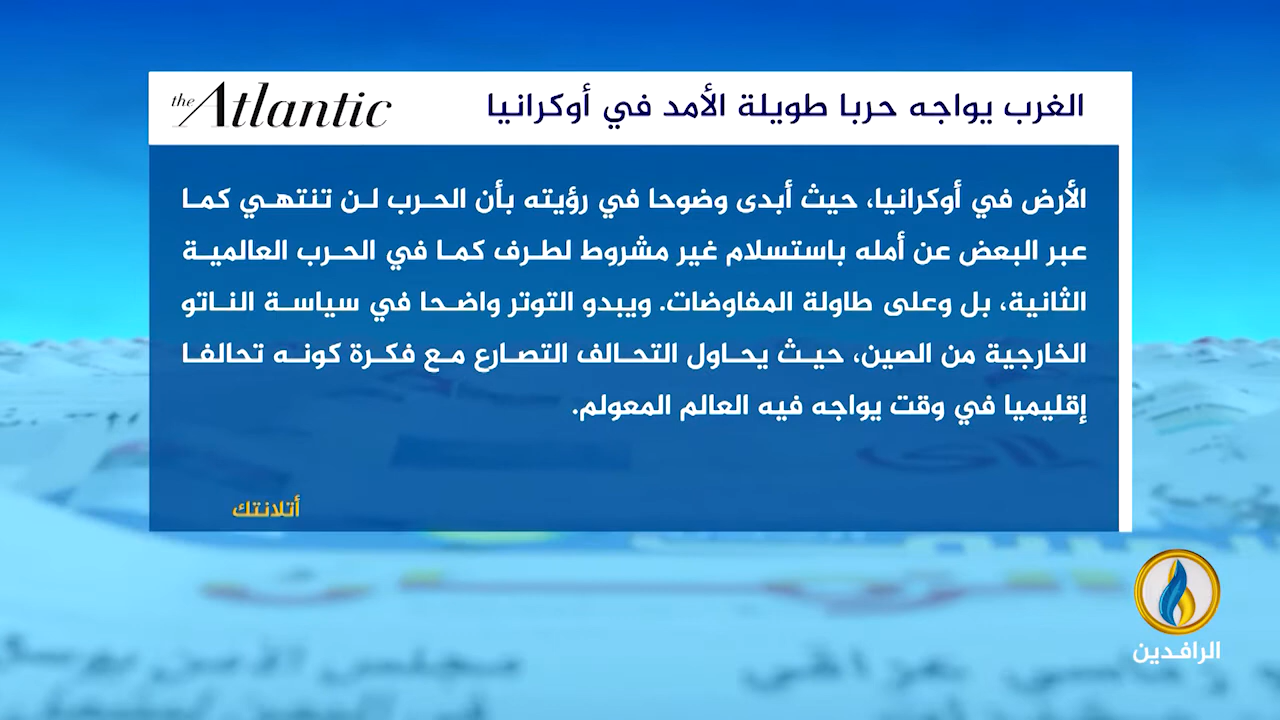 الغرب يواجه حربا طويلة الأمد في أوكرانيا
the Atlantic
الأرض في أوكرانيا، حيث أبدى وضوحا في رؤيته بأن الحرب لن تنتهي كما
عبر البعض عن أمله باستسلام غير مشروط لطرف كما في الحرب العالمية
الثانية، بل وعلى طاولة المفاوضات. ويبدو التوتر واضحا في سياسة الناتو
الخارجية من الصين، حيث يحاول التحالف التصارع مع فكرة كونه تحالفا
إقليميا في وقت يواجه فيه العالم المعولم.
أتلانتك
الرافدين
مجلس الأمن